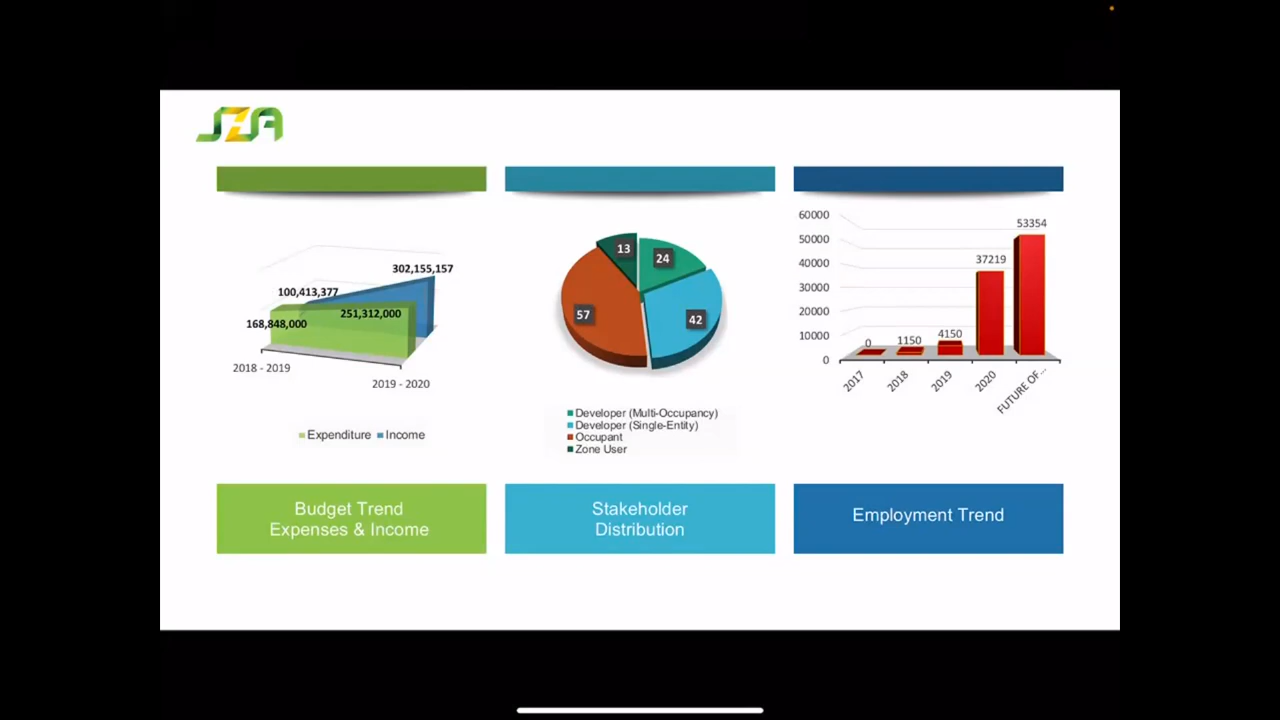 SEZA
302,155,157
100,413,377
251,312,000
168,848,000
2018 - 2019
2019 - 2020
Expenditure Income
13
24
57
42
Developer (Multi-Occupancy)
Developer (Single-Entity)
Occupant
Zone User
60000
50000
40000
30000
20000
10000
0
0
1150
4150
37219
53354
2017
2018
2019
2020
FUTURE OF...
Budget Trend
Expenses & Income
Stakeholder
Distribution
Employment Trend